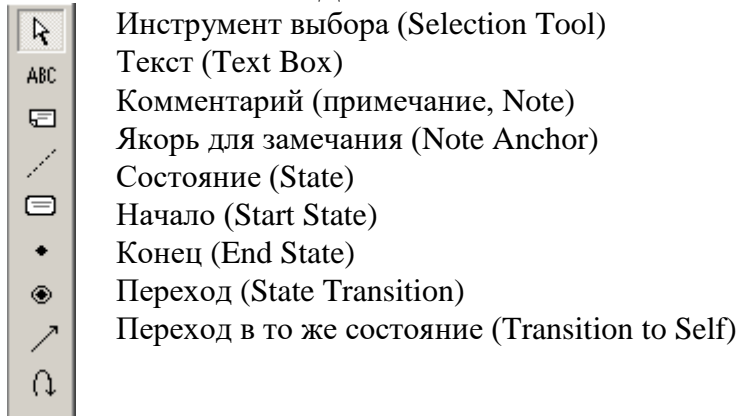 Инструмент выбора (Selection Tool)
ABC
Текст (Text Box)
Комментарий (примечание, Note)
Якорь для замечания (Note Anchor)
Состояние (State)
Начало (Start State)
Конец (End State)
Переход (State Transition)
Переход в то же состояние (Transition to Self)